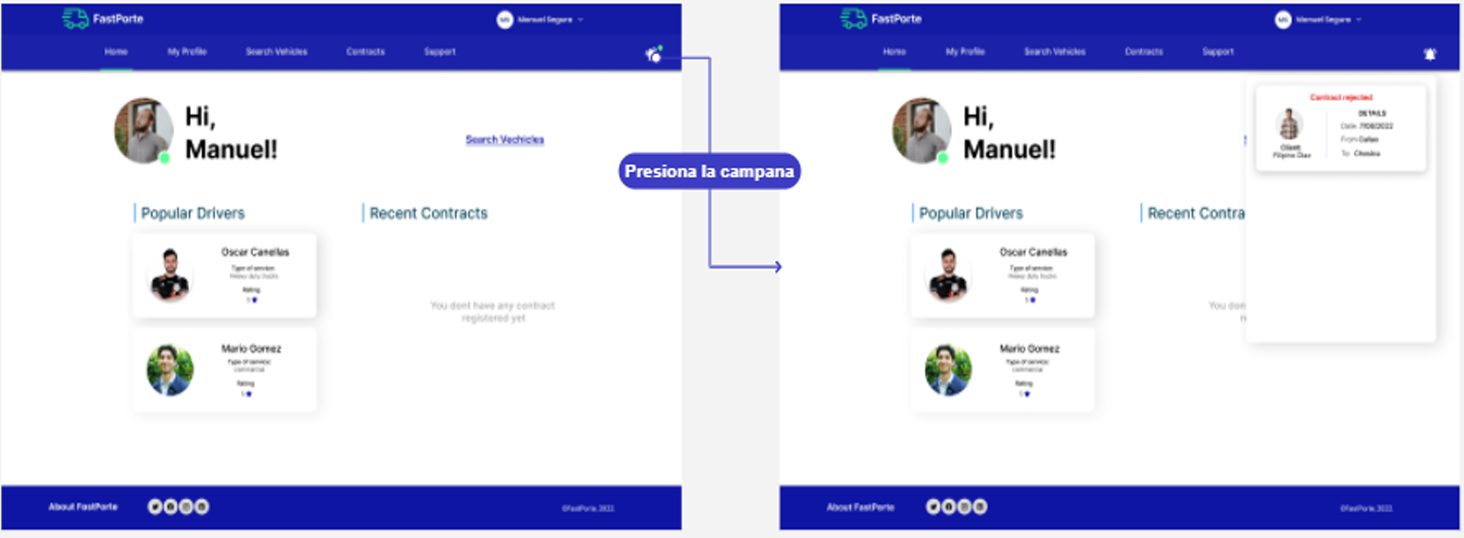 FastPorte
MS Manuel Segura
Home My Profile Search Vehicles Contracts Support
Hi,
Manuel!
Search Vechicles
Popular Drivers
Recent Contracts
Oscar Canellas
Type of service:
Heavy duty trucks
Rating
5
Mario Gomez
Type of service:
commercial
Rating
5
You dont have any contract
registered yet
About FastPorte
©FastPorte, 2022.
Presiona la campana
FastPorte
MS Manuel Segura
Home My Profile Search Vehicles Contracts Support
Hi,
Manuel!
Contract rejected
DETAILS
Date: 7/08/2022
From: Callao
To: Chosica
Client
Filipino Diaz
Popular Drivers
Recent Contra
Oscar Canellas
Type of service:
Heavy duty trucks
Rating
5
Mario Gomez
Type of service:
commercial
Rating
5
You don
re
About FastPorte
©FastPorte, 2022.